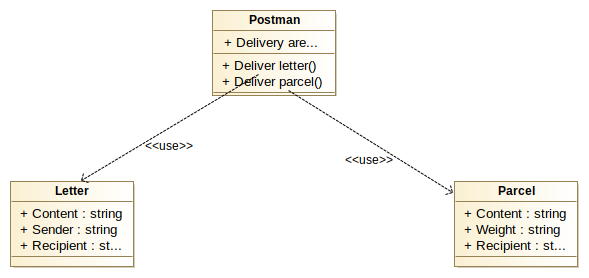 Postman
+ Delivery are...
+ Deliver letter()
+ Deliver parcel()
<<use>>
<<use>>
Letter
+ Content : string
+ Sender : string
+ Recipient : st...
Parcel
+ Content : string
+ Weight : string
+ Recipient : st...